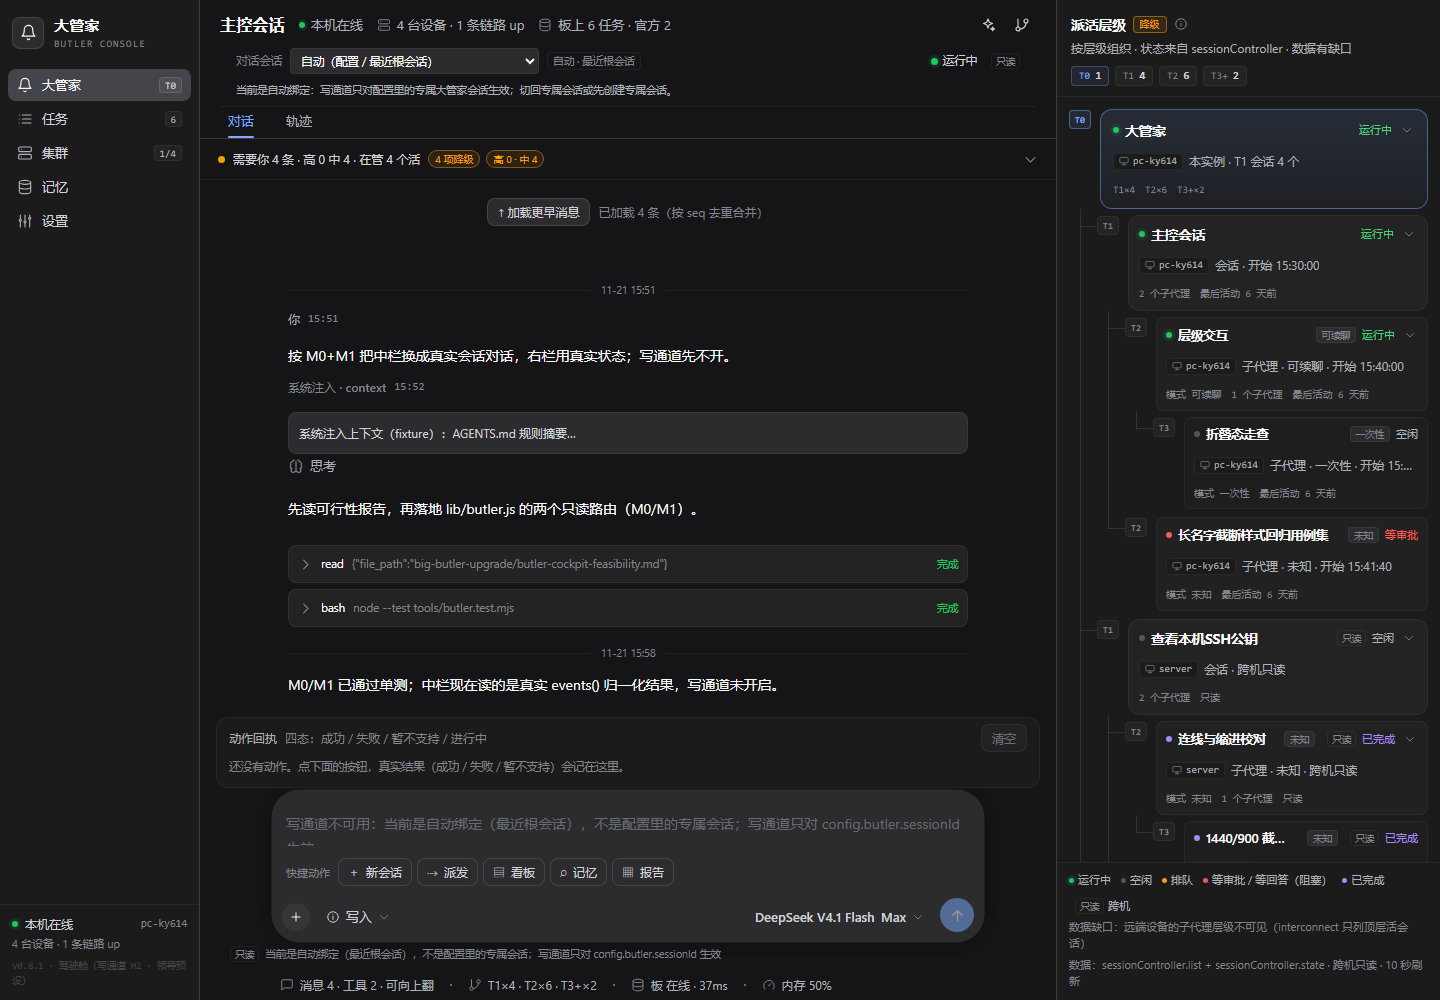 大管家
BUTLER CONSOLE
大管家 T0
任务 6
集群 1/4
记忆
设置
本机在线 pc-ky614
4 台设备 · 1 条链路 up
v0.8.1 · 驾驶舱（写通道 M2 · 领导预设）
主控会话 本机在线 4 台设备 · 1 条链路 up 板上 6 任务 · 官方 2
对话会话 自动（配置 / 最近根会话） 自动 · 最近根会话 运行中 只读
当前是自动绑定：写通道只对配置里的专属大管家会话生效；切回专属会话或先创建专属会话。
对话 轨迹
需要你 4 条 · 高 0 中 4 · 在管 4 个活 4 项降级 高 0 · 中 4
↑ 加载更早消息 已加载 4 条（按 seq 去重合并）
11-21 15:51
你 15:51
按 M0+M1 把中栏换成真实会话对话，右栏用真实状态；写通道先不开。
系统注入 · context 15:52
系统注入上下文（fixture）：AGENTS.md 规则摘要...
思考
先读可行性报告，再落地 lib/butler.js 的两个只读路由（M0/M1）。
read {"file_path":"big-butler-upgrade/butler-cockpit-feasibility.md"} 完成
bash node --test tools/butler.test.mjs 完成
11-21 15:58
M0/M1 已通过单测；中栏现在读的是真实 events() 归一化结果，写通道未开启。
动作回执 四态：成功 / 失败 / 暂不支持 / 进行中 清空
还没有动作。点下面的按钮，真实结果（成功 / 失败 / 暂不支持）会记在这里。
写通道不可用：当前是自动绑定（最近根会话），不是配置里的专属会话；写通道只对 config.butler.sessionId
生效
快捷动作 + 新会话 派发 看板 记忆 报告
+ 写入 DeepSeek V4.1 Flash Max
只读 当前是自动绑定（最近根会话），不是配置里的专属会话；写通道只对 config.butler.sessionId 生效
消息 4 · 工具 2 · 可向上翻 · T1×4 · T2×6 · T3+×2 · 板 在线 · 37ms · 内存 50%
派活层级 降级
按层级组织 · 状态来自 sessionController · 数据有缺口
T0 1 T1 4 T2 6 T3+ 2
T0 大管家 运行中
pc-ky614 本实例 · T1 会话 4 个
T1×4 T2×6 T3+×2
T1 主控会话 运行中
pc-ky614 会话 · 开始 15:30:00
2 个子代理 最后活动 6 天前
T2 层级交互 可续聊 运行中
pc-ky614 子代理 · 可续聊 · 开始 15:40:00
模式 可续聊 1 个子代理 最后活动 6 天前
T3 折叠态走查 一次性 空闲
pc-ky614 子代理 · 一次性 · 开始 15:...
模式 一次性 最后活动 6 天前
T2 长名字截断样式回归用例集 未知 等审批
pc-ky614 子代理 · 未知 · 开始 15:41:40
模式 未知 最后活动 6 天前
T1 查看本机SSH公钥 只读 空闲
server 会话 · 跨机只读
2 个子代理 只读
T2 连线与缩进校对 未知 只读 已完成
server 子代理 · 未知 · 跨机只读
模式 未知 1 个子代理 只读
T3 1440/900 截... 未知 只读 已完成
运行中 空闲 排队 等审批 / 等回答（阻塞） 已完成
只读 跨机
数据缺口：远端设备的子代理层级不可见（interconnect 只列顶层活会话）
数据：sessionController.list + sessionController.state · 跨机只读 · 10 秒刷新